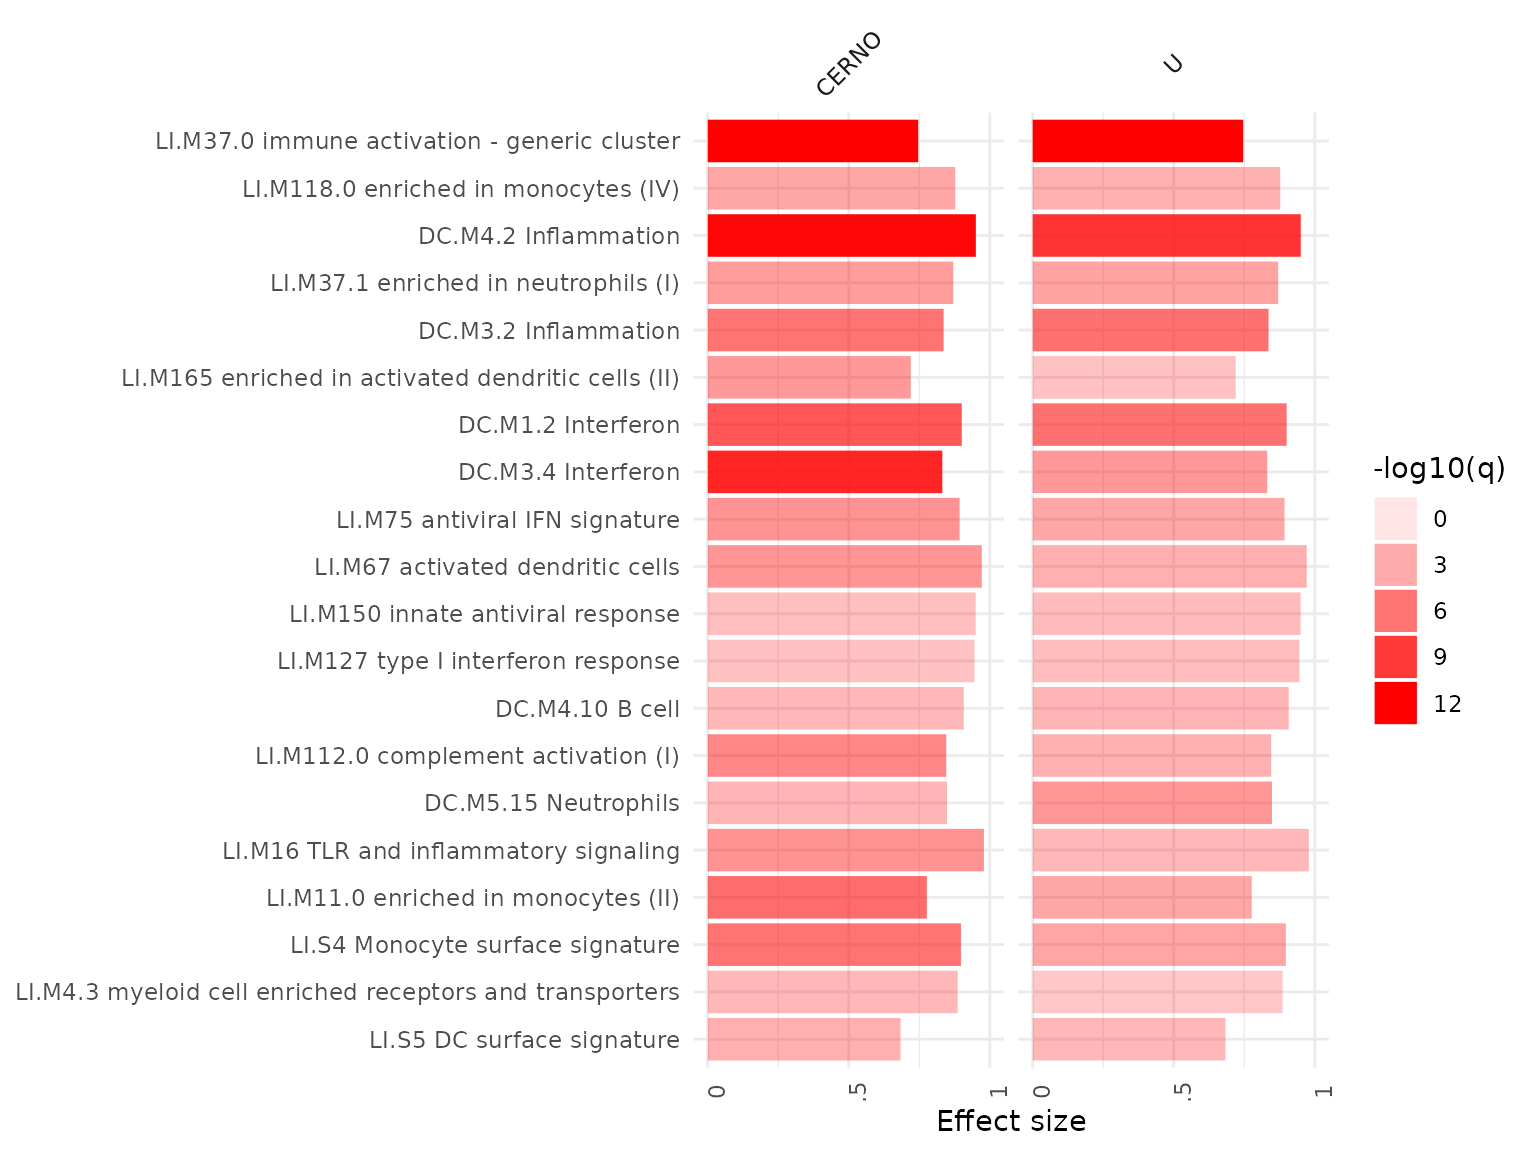 CERNO
U
LI.M37.0 immune activation - generic cluster
LI.M118.0 enriched in monocytes (IV)
DC.M4.2 Inflammation
LI.M37.1 enriched in neutrophils (I)
DC.M3.2 Inflammation
LI.M165 enriched in activated dendritic cells (II)
DC.M1.2 Interferon
DC.M3.4 Interferon
LI.M75 antiviral IFN signature
LI.M67 activated dendritic cells
LI.M150 innate antiviral response
LI.M127 type I interferon response
DC.M4.10 B cell
LI.M112.0 complement activation (I)
DC.M5.15 Neutrophils
LI.M16 TLR and inflammatory signaling
LI.M11.0 enriched in monocytes (II)
LI.S4 Monocyte surface signature
LI.M4.3 myeloid cell enriched receptors and transporters
LI.S5 DC surface signature
0 .5 1 0 .5 1
Effect size
-log10(q)
0
3
6
9
12